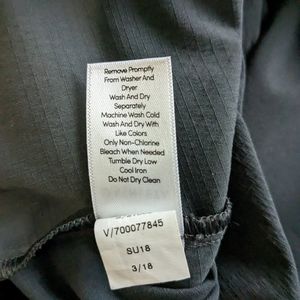 Remove Promptly
From Washer And
Dryer
Wash And Dry
Separately
Machine Wash Cold
Wash And Dry With
Like Colors
Only Non-Chlorine
Bleach When Needed
Tumble Dry Low
Cool Iron
Do Not Dry Clean
V/700077845
SU18
3/18